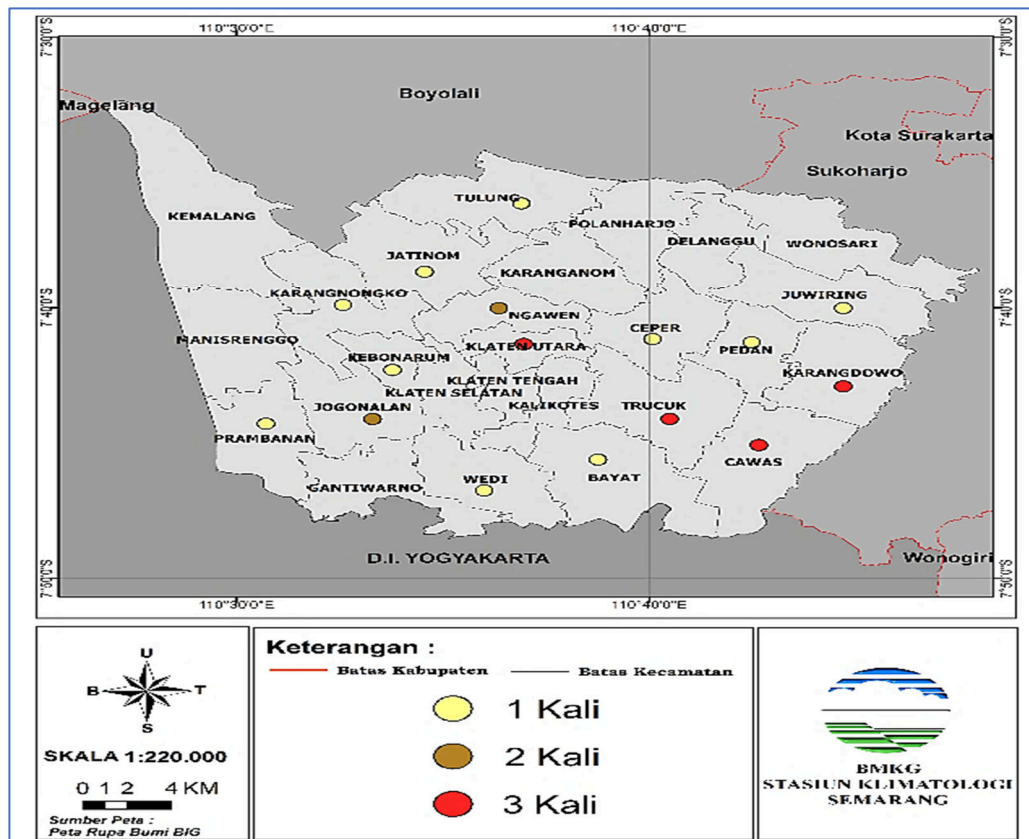 110°30'0"E 110°40'0"E
7°30'0"S 7°30'0"S
Magelang
Boyolali
Kota Surakarta
Sukoharjo
KEMALANG
TULUNG
POLANHARJO
DELANGGU
WONOSARI
JATINOM
KARANGANOM
KARANGNONGKO
JUWIRING
7°40'0"S 7°40'0"S
NGAWEN
MANISRENGGO
CEPER
KLATEN UTARA
PEDAN
KEBONARUM
KARANGDOWO
KLATEN TENGAH
KLATEN SELATAN
JOGONALAN
KALIKOTES
TRUCUK
PRAMBANAN
CAWAS
WEDI
BAYAT
GANTIWARNO
D.I. YOGYAKARTA
Wonogiri
7°50'0"S 7°50'0"S
110°30'0"E 110°40'0"E
U
B T
S
SKALA 1:220.000
0 1 2 4 KM
Sumber Peta :
Peta Rupa Bumi BIG
Keterangan :
Batas Kabupaten Batas Kecamatan
1 Kali
2 Kali
3 Kali
BMKG
STASIUN KLIMATOLOGI
SEMARANG